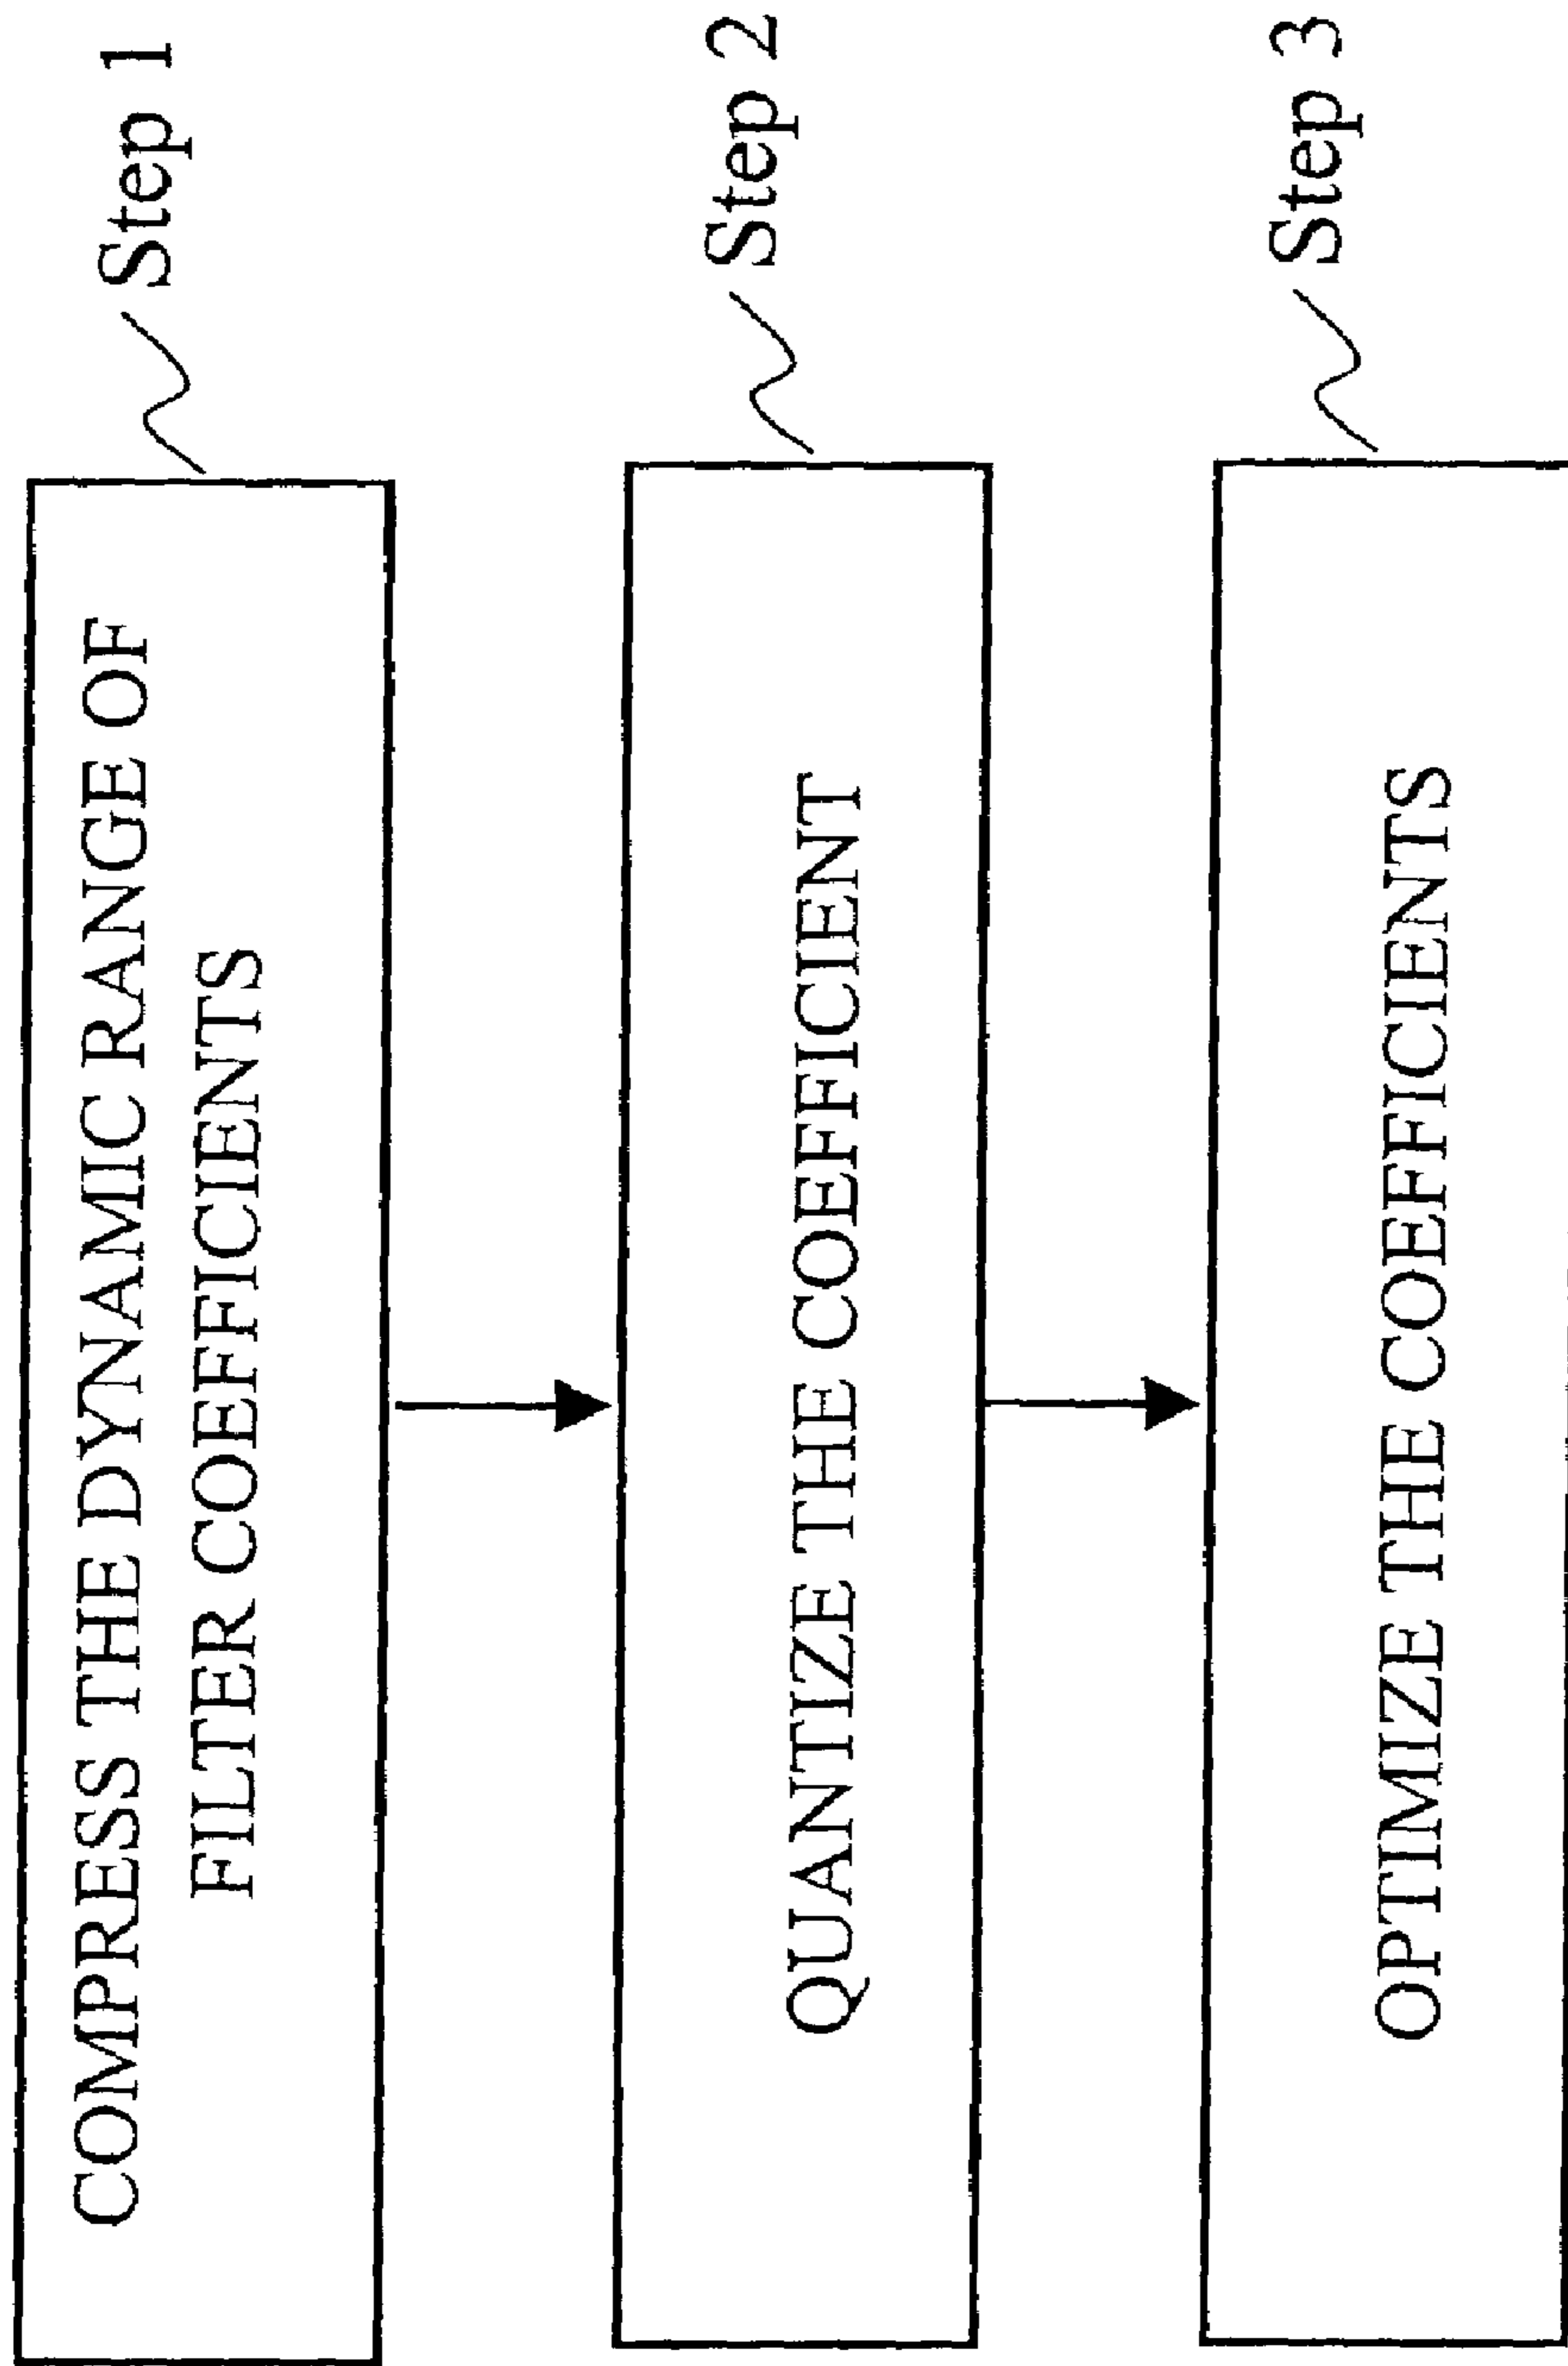 COMPRESS THE DYNAMIC RANGE OF
FILTER COEFFICIENTS
Step 1
QUANTIZE THE COEFFICIENT
Step 2
OPTIMIZE THE COEFFICIENTS
Step 3